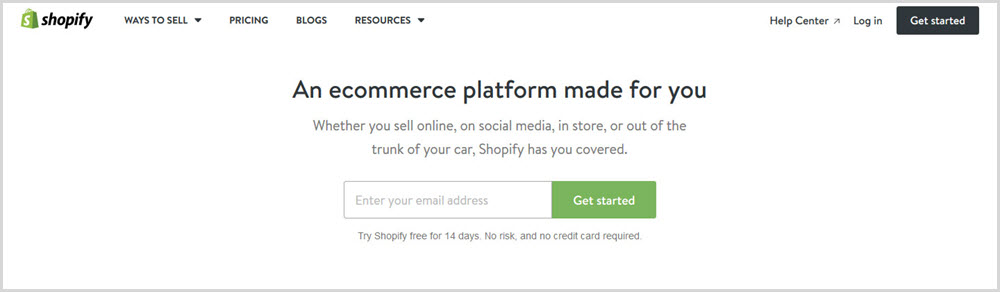 shopify WAYS TO SELL PRICING BLOGS RESOURCES Help Center Log in Get started
An ecommerce platform made for you
Whether you sell online, on social media, in store, or out of the
trunk of your car, Shopify has you covered.
Enter your email address Get started
Try Shopify free for 14 days. No risk, and no credit card required.